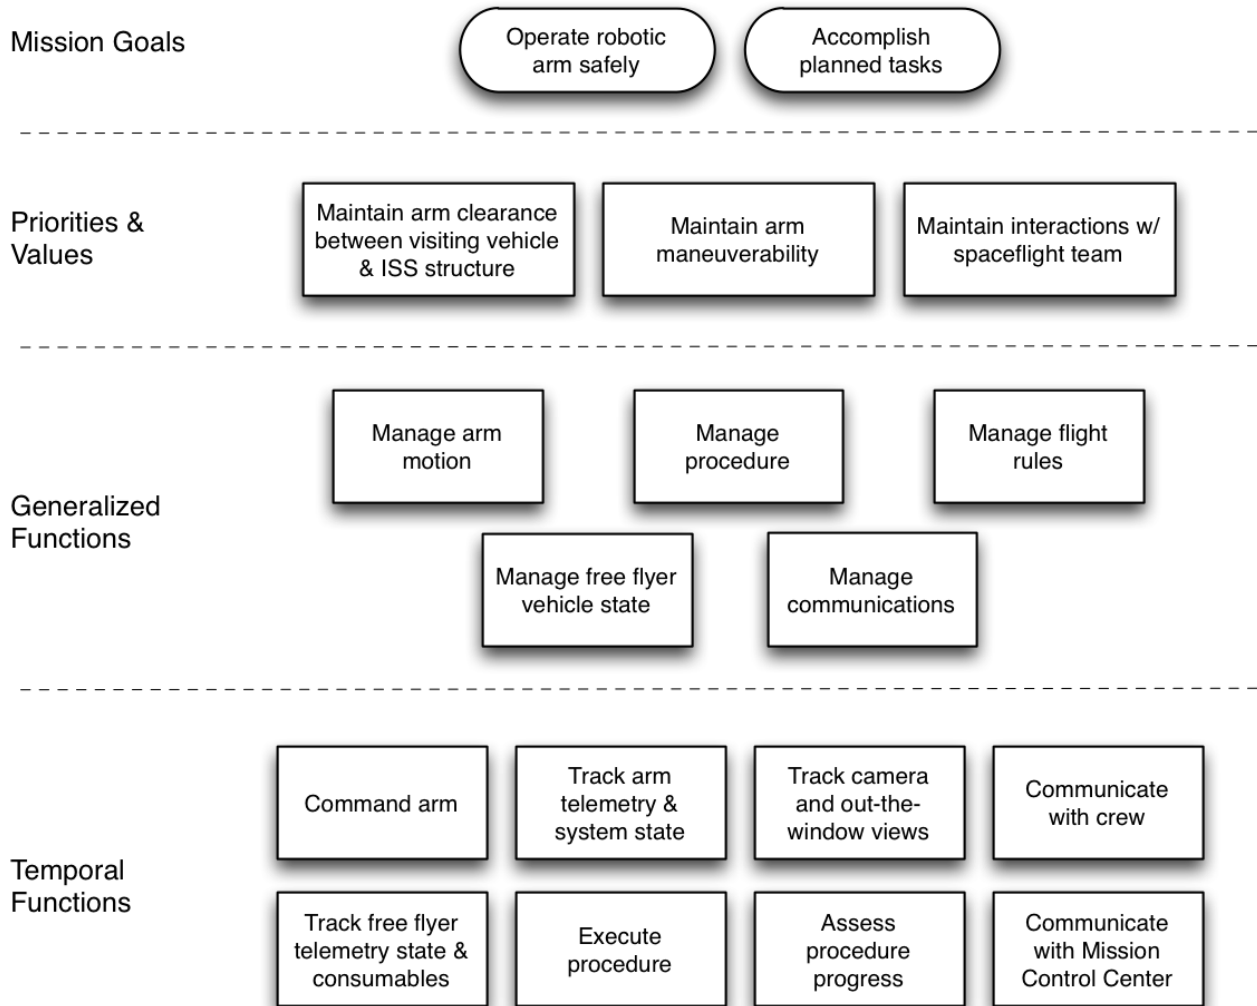 Mission Goals
Operate robotic
arm safely
Accomplish
planned tasks
Priorities &
Values
Maintain arm clearance
between visiting vehicle
& ISS structure
Maintain arm
maneuverability
Maintain interactions w/
spaceflight team
Generalized
Functions
Manage arm
motion
Manage
procedure
Manage flight
rules
Manage free flyer
vehicle state
Manage
communications
Temporal
Functions
Command arm
Track arm
telemetry &
system state
Track camera
and out-the-
window views
Communicate
with crew
Track free flyer
telemetry state &
consumables
Execute
procedure
Assess
procedure
progress
Communicate
with Mission
Control Center